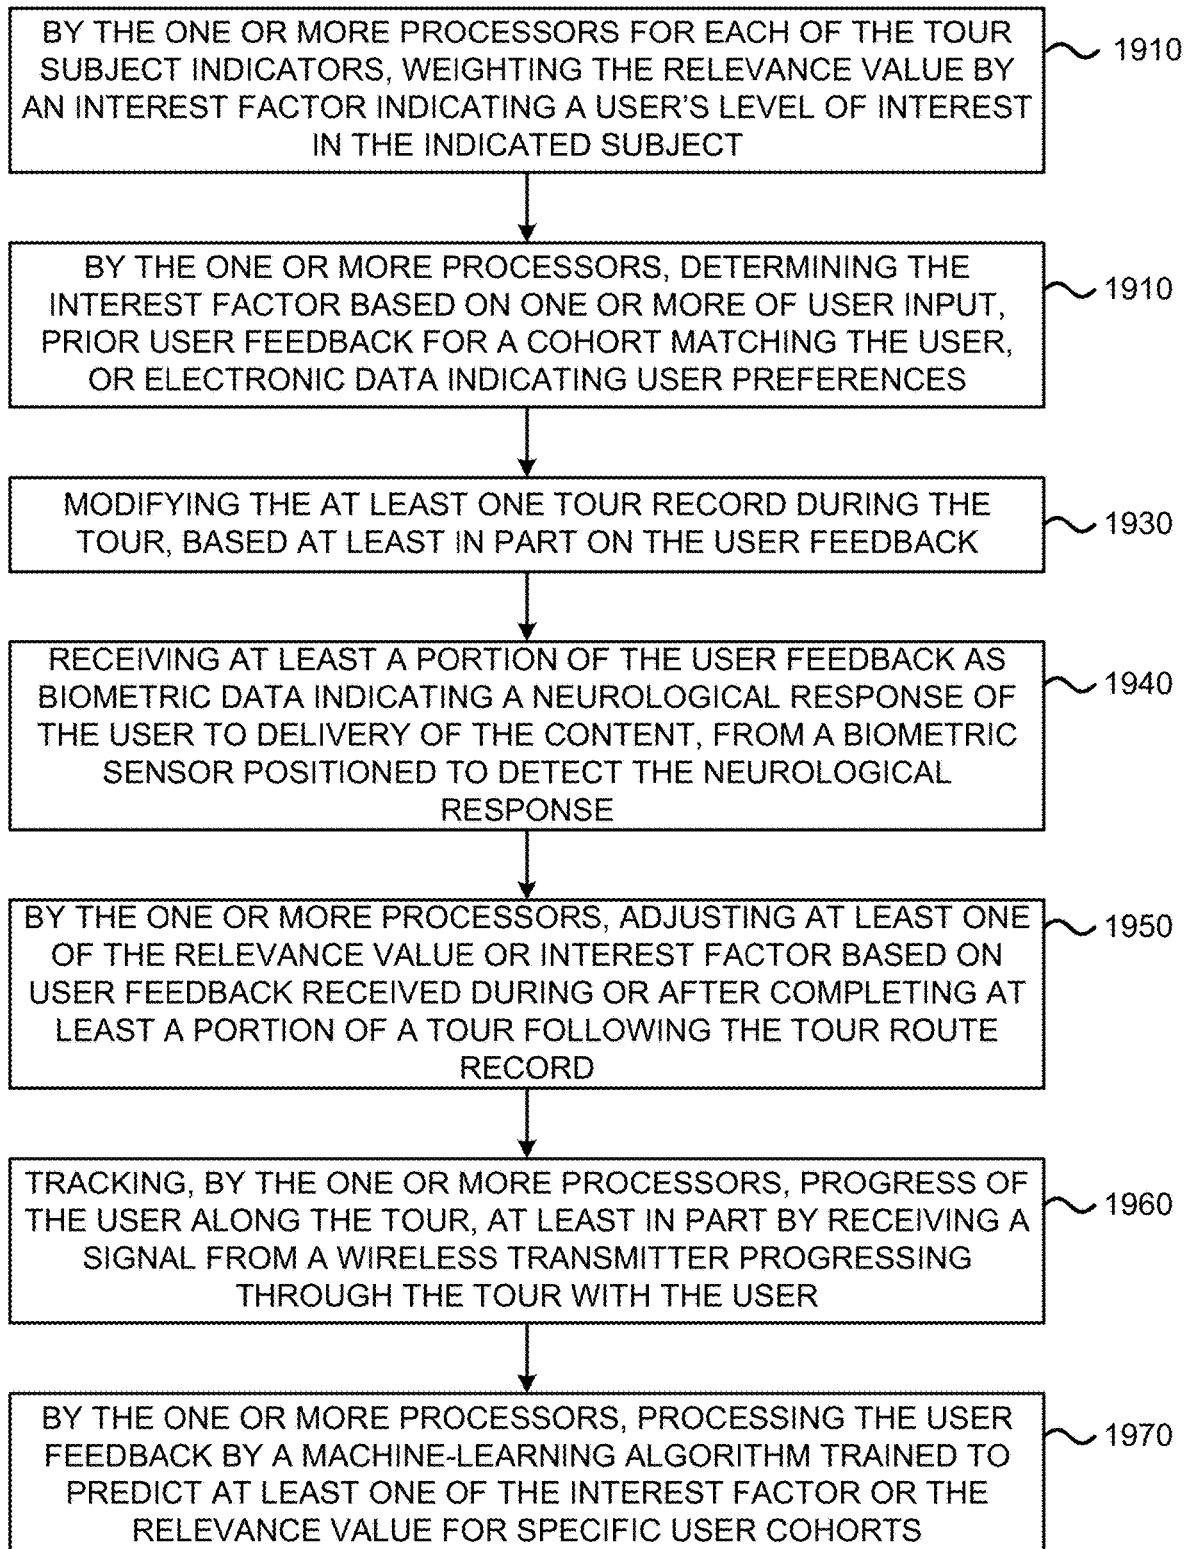 BY THE ONE OR MORE PROCESSORS FOR EACH OF THE TOUR
SUBJECT INDICATORS, WEIGHTING THE RELEVANCE VALUE BY
AN INTEREST FACTOR INDICATING A USER'S LEVEL OF INTEREST
IN THE INDICATED SUBJECT
1910
BY THE ONE OR MORE PROCESSORS, DETERMINING THE
INTEREST FACTOR BASED ON ONE OR MORE OF USER INPUT,
PRIOR USER FEEDBACK FOR A COHORT MATCHING THE USER,
OR ELECTRONIC DATA INDICATING USER PREFERENCES
1910
MODIFYING THE AT LEAST ONE TOUR RECORD DURING THE
TOUR, BASED AT LEAST IN PART ON THE USER FEEDBACK
1930
RECEIVING AT LEAST A PORTION OF THE USER FEEDBACK AS
BIOMETRIC DATA INDICATING A NEUROLOGICAL RESPONSE OF
THE USER TO DELIVERY OF THE CONTENT, FROM A BIOMETRIC
SENSOR POSITIONED TO DETECT THE NEUROLOGICAL
RESPONSE
1940
BY THE ONE OR MORE PROCESSORS, ADJUSTING AT LEAST ONE
OF THE RELEVANCE VALUE OR INTEREST FACTOR BASED ON
USER FEEDBACK RECEIVED DURING OR AFTER COMPLETING AT
LEAST A PORTION OF A TOUR FOLLOWING THE TOUR ROUTE
RECORD
1950
TRACKING, BY THE ONE OR MORE PROCESSORS, PROGRESS OF
THE USER ALONG THE TOUR, AT LEAST IN PART BY RECEIVING A
SIGNAL FROM A WIRELESS TRANSMITTER PROGRESSING
THROUGH THE TOUR WITH THE USER
1960
BY THE ONE OR MORE PROCESSORS, PROCESSING THE USER
FEEDBACK BY A MACHINE-LEARNING ALGORITHM TRAINED TO
PREDICT AT LEAST ONE OF THE INTEREST FACTOR OR THE
RELEVANCE VALUE FOR SPECIFIC USER COHORTS
1970